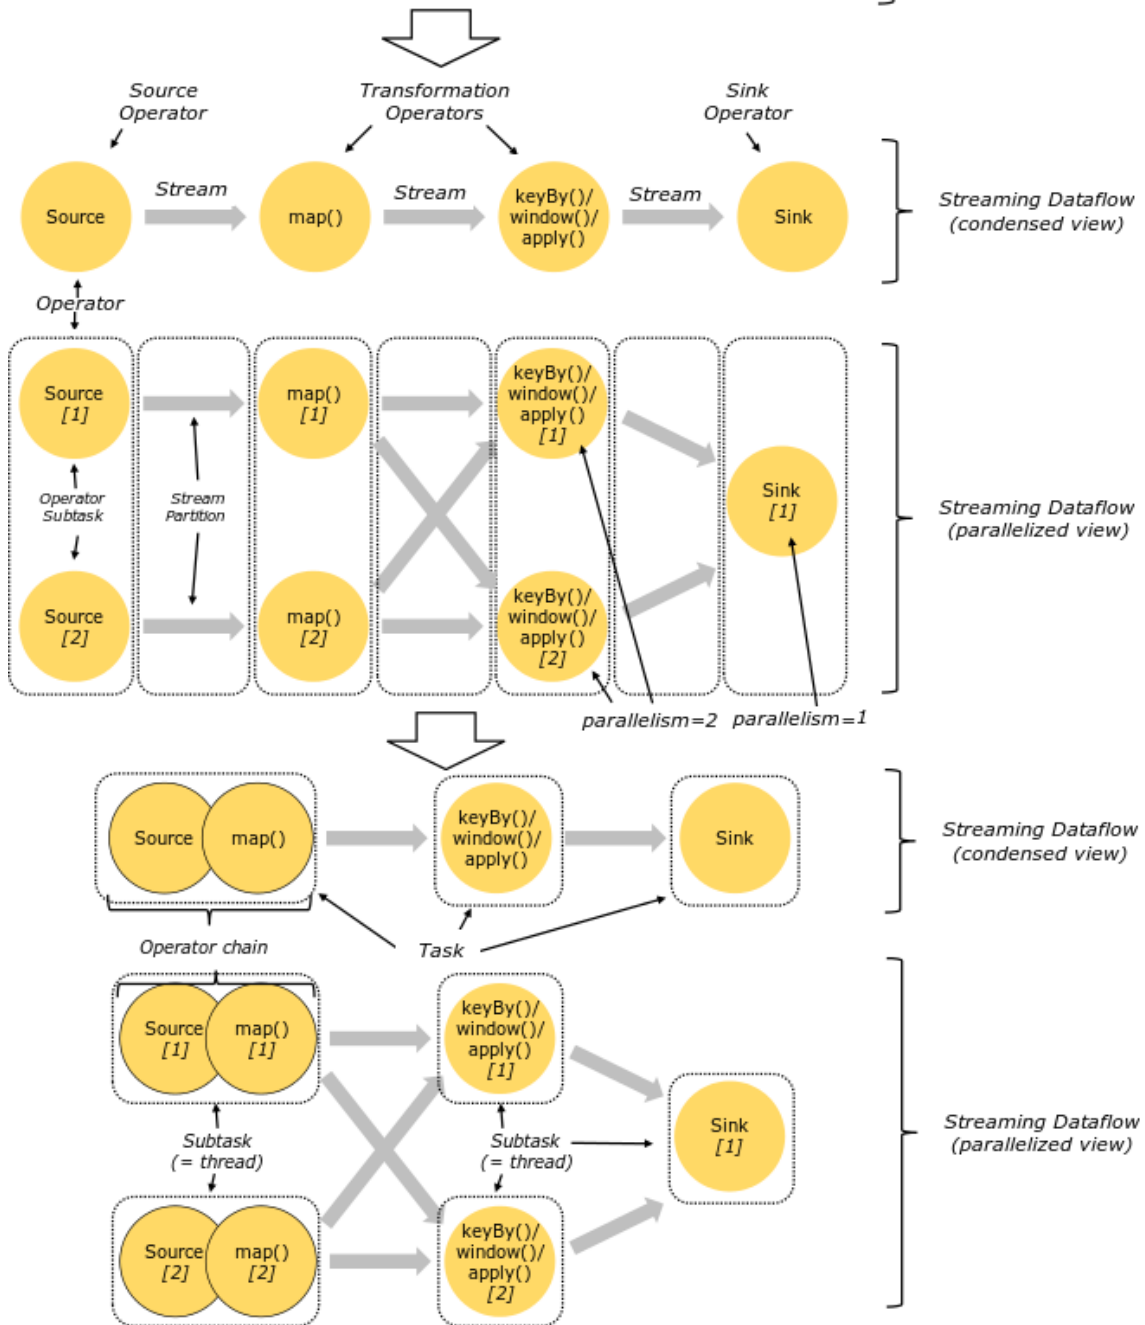 Source
Operator
Transformation
Operators
Sink
Operator
Source
Stream
map()
Stream
keyBy()/
window()/
apply()
Stream
Sink
Streaming Dataflow
(condensed view)
Operator
Source
[1]
map()
[1]
keyBy()/
window()/
apply()
[1]
Operator
Subtask
Stream
Partition
Sink
[1]
Streaming Dataflow
(parallelized view)
Source
[2]
map()
[2]
keyBy()/
window()/
apply()
[2]
parallelism=2
parallelism=1
Source
map()
keyBy()/
window()/
apply()
Sink
Streaming Dataflow
(condensed view)
Operator chain
Task
Source
[1]
map()
[1]
keyBy()/
window()/
apply()
[1]
Subtask
(= thread)
Subtask
(= thread)
Sink
[1]
Streaming Dataflow
(parallelized view)
Source
[2]
map()
[2]
keyBy()/
window()/
apply()
[2]